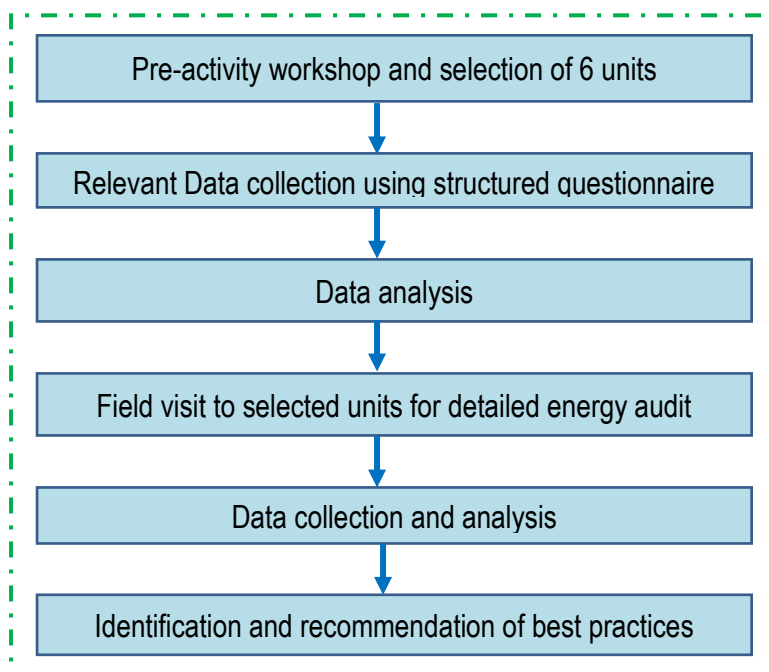 Pre-activity workshop and selection of 6 units
Relevant Data collection using structured questionnaire
Data analysis
Field visit to selected units for detailed energy audit
Data collection and analysis
Identification and recommendation of best practices